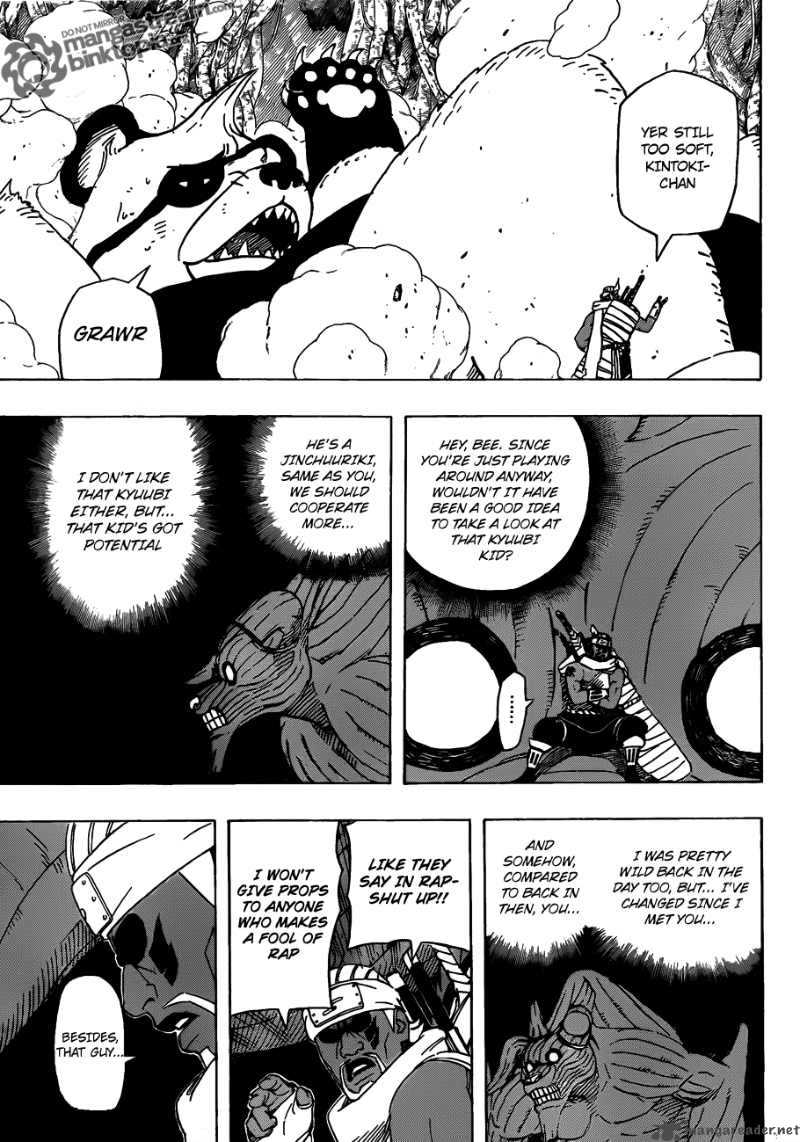 DO NOT MIRROR!
mangastream.com
binktopia
YER STILL
TOO SOFT,
KINTOKI-
CHAN
GRAWR
HEY, BEE. SINCE
YOU'RE JUST PLAYING
AROUND ANYWAY,
WOULDN'T IT HAVE
BEEN A GOOD IDEA
TO TAKE A LOOK AT
THAT KYUUBI
KID?
......
HE'S A
JINCHUURIKI,
SAME AS YOU,
WE SHOULD
COOPERATE
MORE...
I DON'T LIKE
THAT KYUUBI
EITHER, BUT...
THAT KID'S GOT
POTENTIAL
I WAS PRETTY
WILD BACK IN THE
DAY TOO, BUT... I'VE
CHANGED SINCE I
MET YOU...
AND
SOMEHOW,
COMPARED
TO BACK IN
THEN, YOU...
LIKE THEY
SAY IN RAP-
SHUT UP!!
I WON'T
GIVE PROPS
TO ANYONE
WHO MAKES
A FOOL OF
RAP
BESIDES,
THAT GUY...
mangareader.net